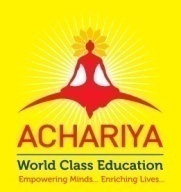 ACHARIYA
World Class Education
Empowering Minds... Enriching Lives...